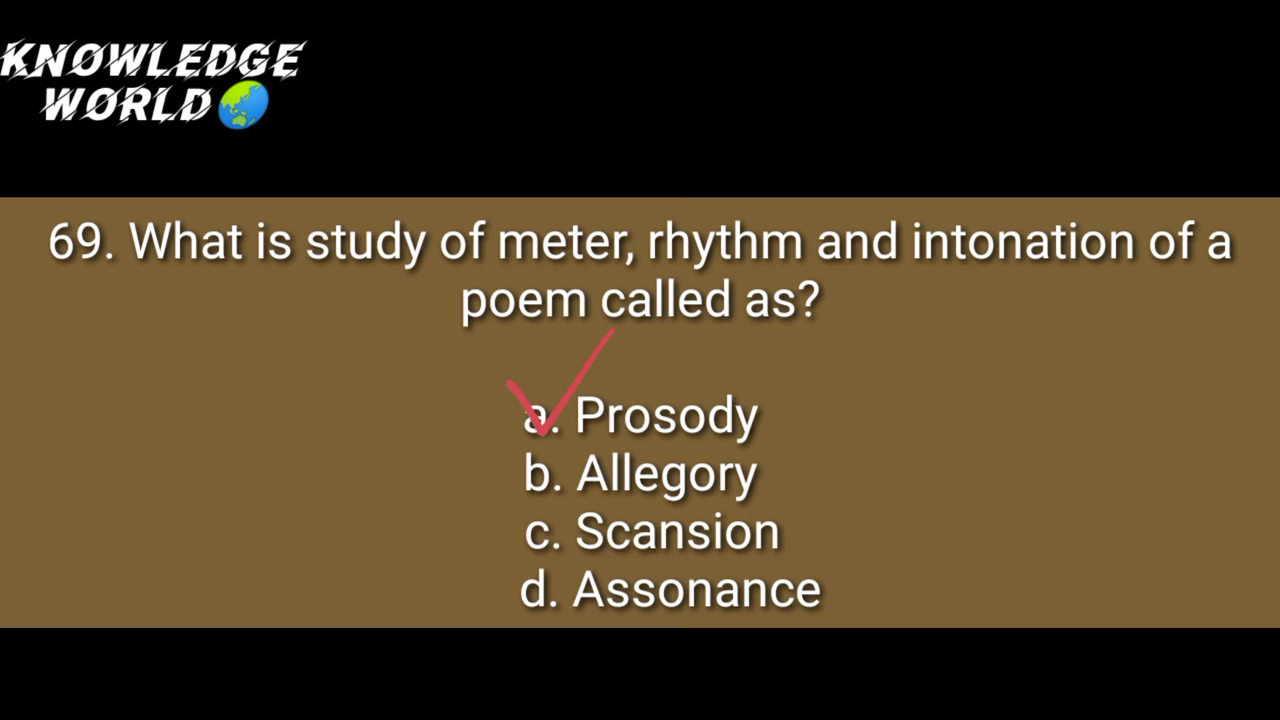 KNOWLEDGE
WORLD
69. What is study of meter, rhythm and intonation of a
poem called as?
a. Prosody
b. Allegory
c. Scansion
d. Assonance